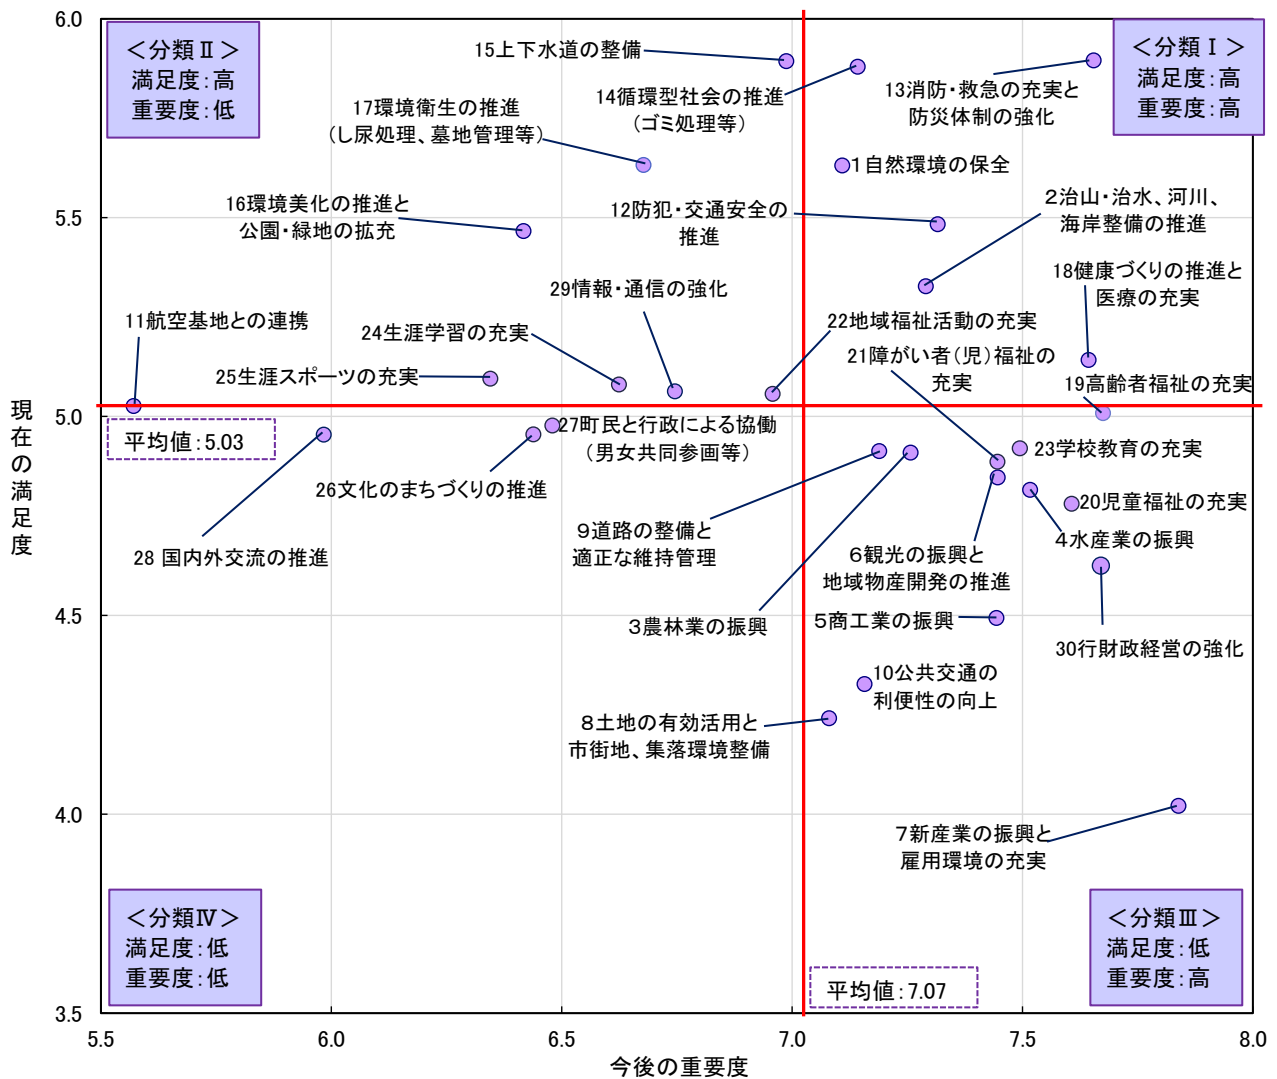 6.0
5.5
5.0
4.5
4.0
3.5
5.5
6.0
6.5
7.0
7.5
8.0
現在の満足度
今後の重要度
＜分類Ⅱ＞
満足度：高
重要度：低
＜分類Ⅰ＞
満足度：高
重要度：高
15上下水道の整備
14循環型社会の推進
（ゴミ処理等）
13消防・救急の充実と
防災体制の強化
17環境衛生の推進
（し尿処理、墓地管理等）
1自然環境の保全
16環境美化の推進と
公園・緑地の拡充
12防犯・交通安全の
推進
2治山・治水、河川、
海岸整備の推進
29情報・通信の強化
18健康づくりの推進と
医療の充実
11航空基地との連携
24生涯学習の充実
22地域福祉活動の充実
21障がい者（児）福祉の
充実
25生涯スポーツの充実
19高齢者福祉の充実
平均値：5.03
27町民と行政による協働
（男女共同参画等）
23学校教育の充実
26文化のまちづくりの推進
20児童福祉の充実
28 国内外交流の推進
9道路の整備と
適正な維持管理
4水産業の振興
6観光の振興と
地域物産開発の推進
3農林業の振興
5商工業の振興
30行財政経営の強化
10公共交通の
利便性の向上
8土地の有効活用と
市街地、集落環境整備
7新産業の振興と
雇用環境の充実
＜分類Ⅳ＞
満足度：低
重要度：低
＜分類Ⅲ＞
満足度：低
重要度：高
平均値：7.07